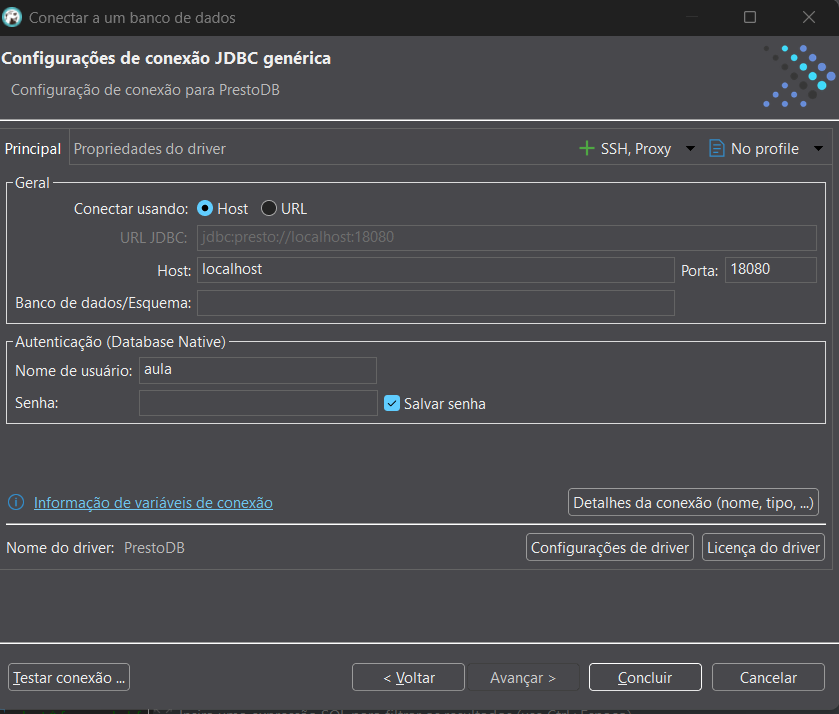 Conectar a um banco de dados
Configurações de conexão JDBC genérica
Configuração de conexão para PrestoDB
Principal Propriedades do driver SSH, Proxy No profile
Geral
Conectar usando: Host URL
URL JDBC: jdbc:presto://localhost:18080
Host: localhost Porta: 18080
Banco de dados/Esquema:
Autenticação (Database Native)
Nome de usuário: aula
Senha: Salvar senha
Informação de variáveis de conexão Detalhes da conexão (nome, tipo, ...)
Nome do driver: PrestoDB Configurações de driver Licença do driver
Testar conexão ... < Voltar Avançar > Concluir Cancelar